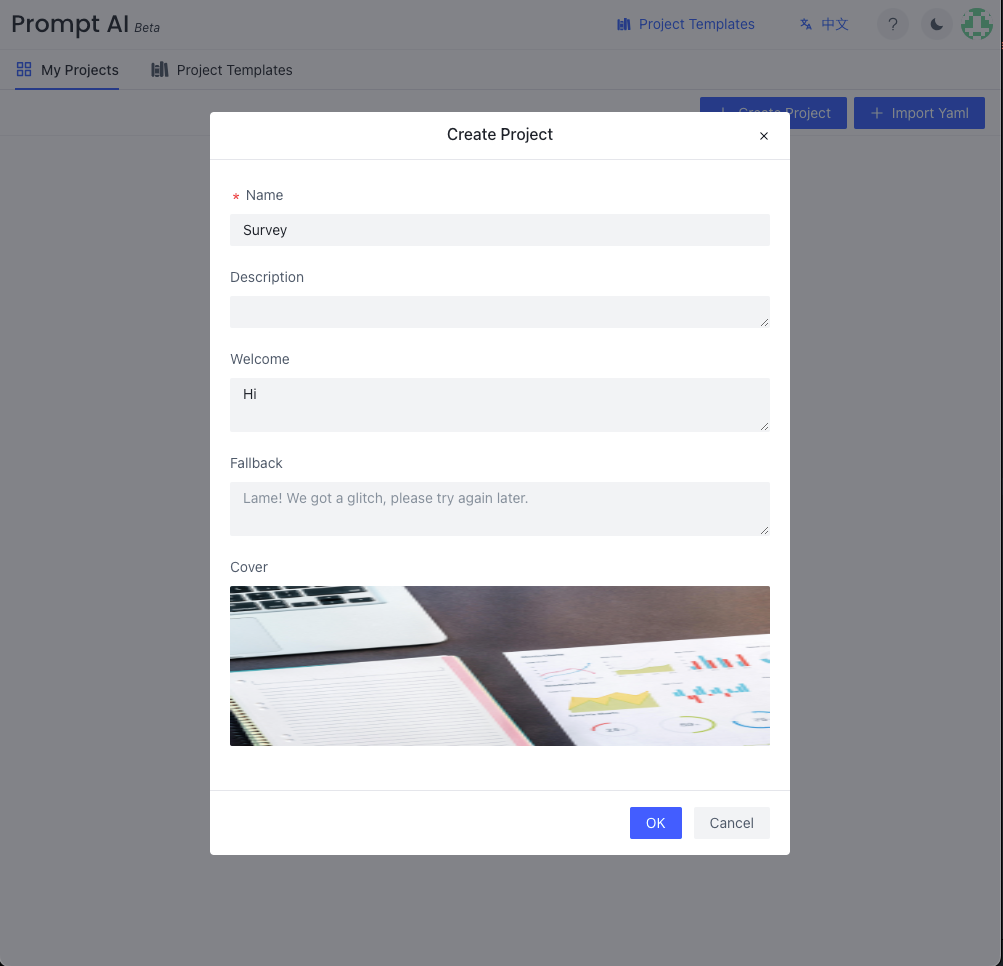 Prompt AI Beta
Project Templates
中文
?
My Projects
Project Templates
Create Project
Import Yaml
Create Project
* Name
Survey
Description
Welcome
Hi
Fallback
Lame! We got a glitch, please try again later.
Cover
OK
Cancel